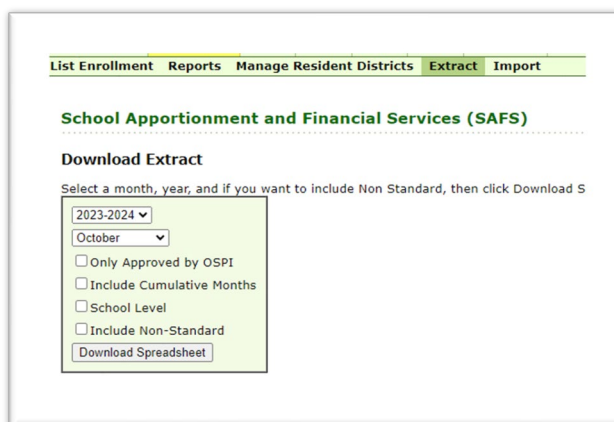 List Enrollment Reports Manage Resident Districts Extract Import
School Apportionment and Financial Services (SAFS)
Download Extract
Select a month, year, and if you want to include Non Standard, then click Download S
2023-2024
October
Only Approved by OSPI
Include Cumulative Months
School Level
Include Non-Standard
Download Spreadsheet